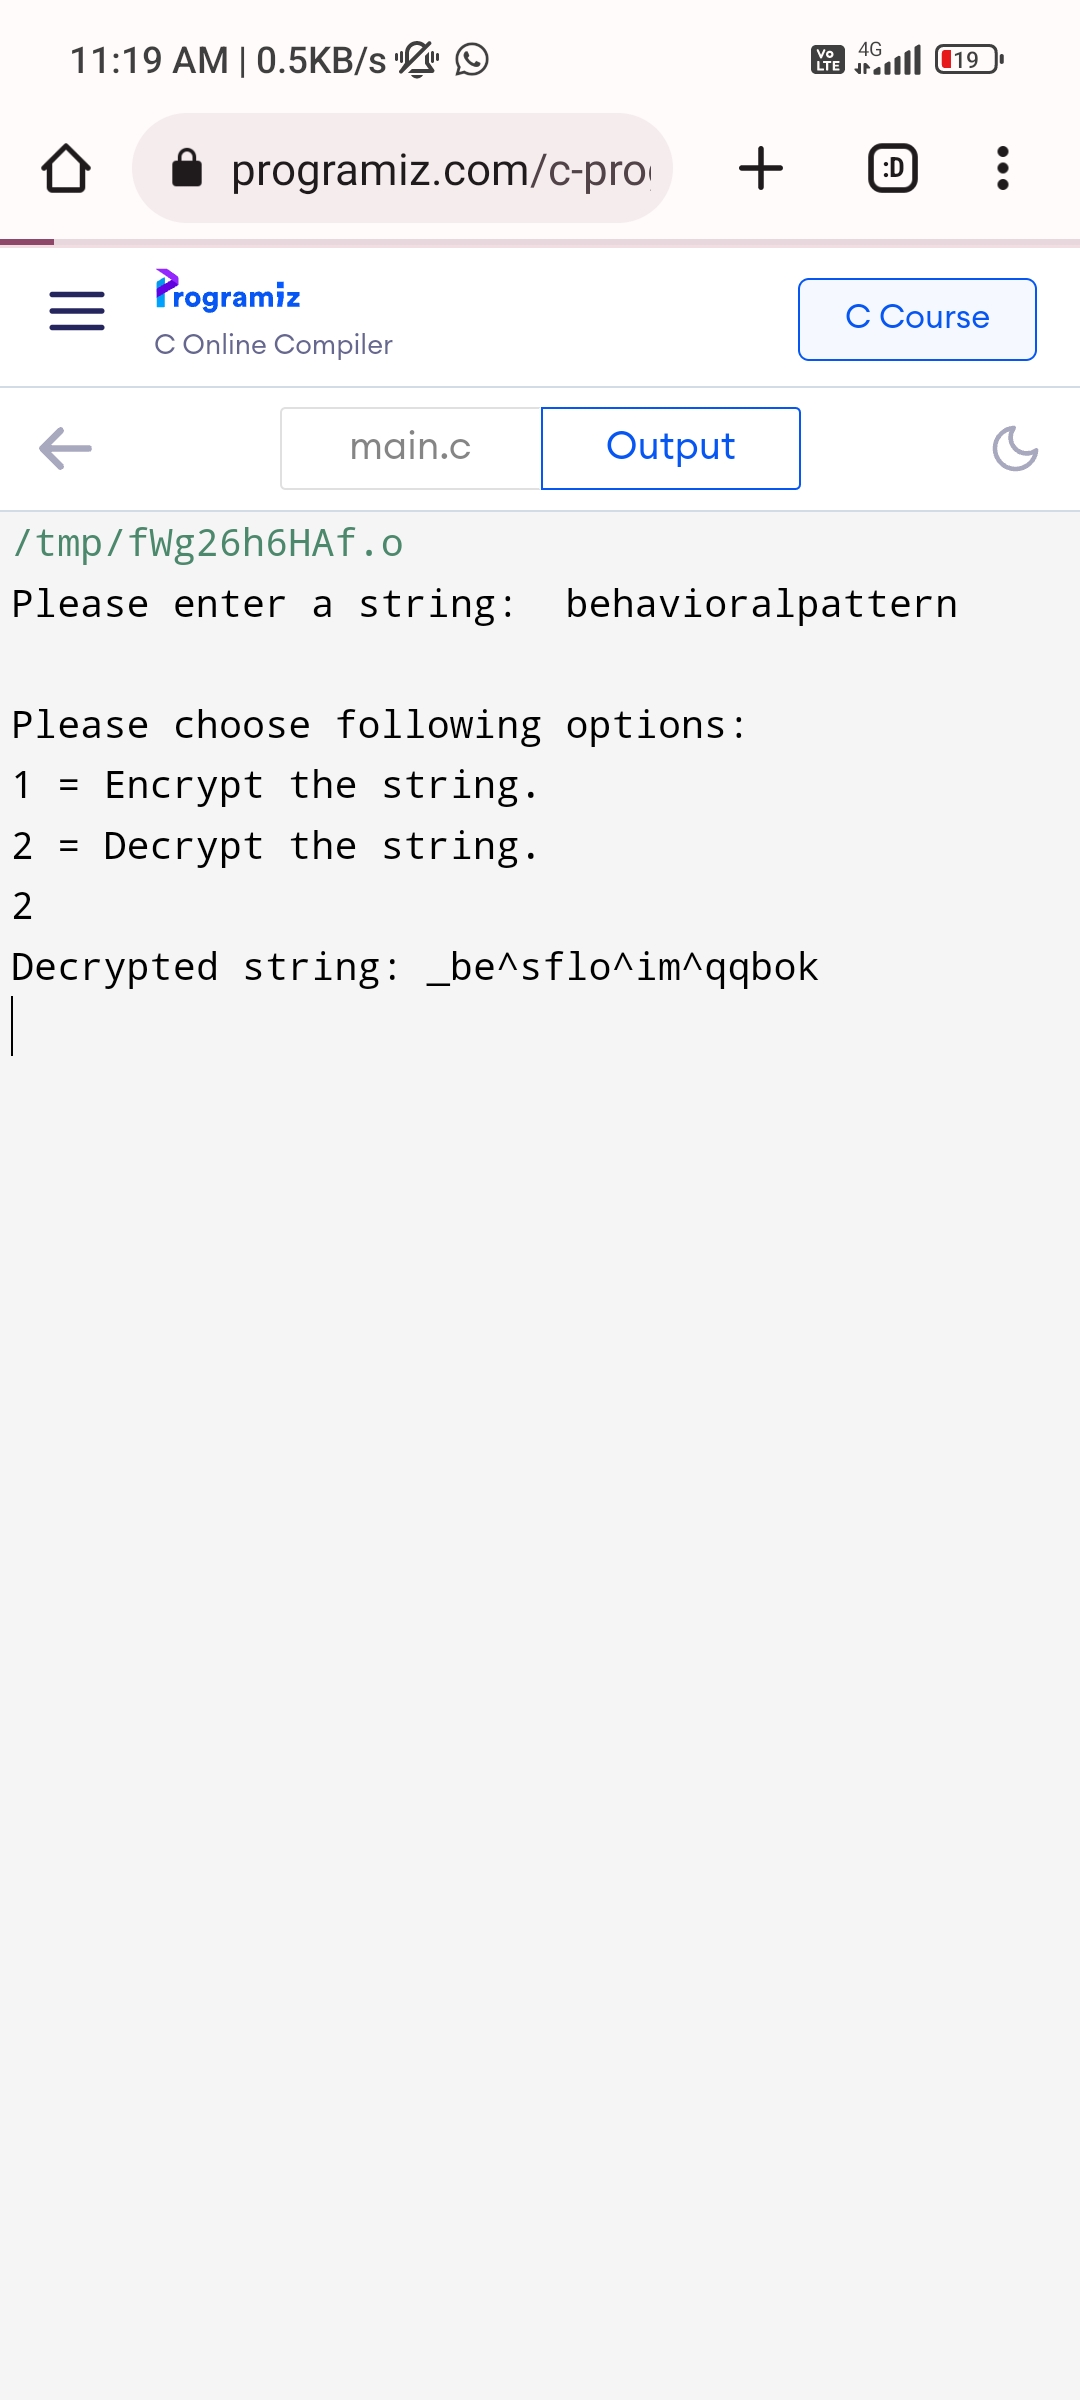 11:19 AM | 0.5KB/s Vo LTE 4G 19
programiz.com/c-pro
:D
Programiz
C Online Compiler
C Course
main.c Output
/tmp/fWg26h6HAf.o
Please enter a string:  behavioralpattern
Please choose following options:
1 = Encrypt the string.
2 = Decrypt the string.
2
Decrypted string: _be^sflo^im^qqbok